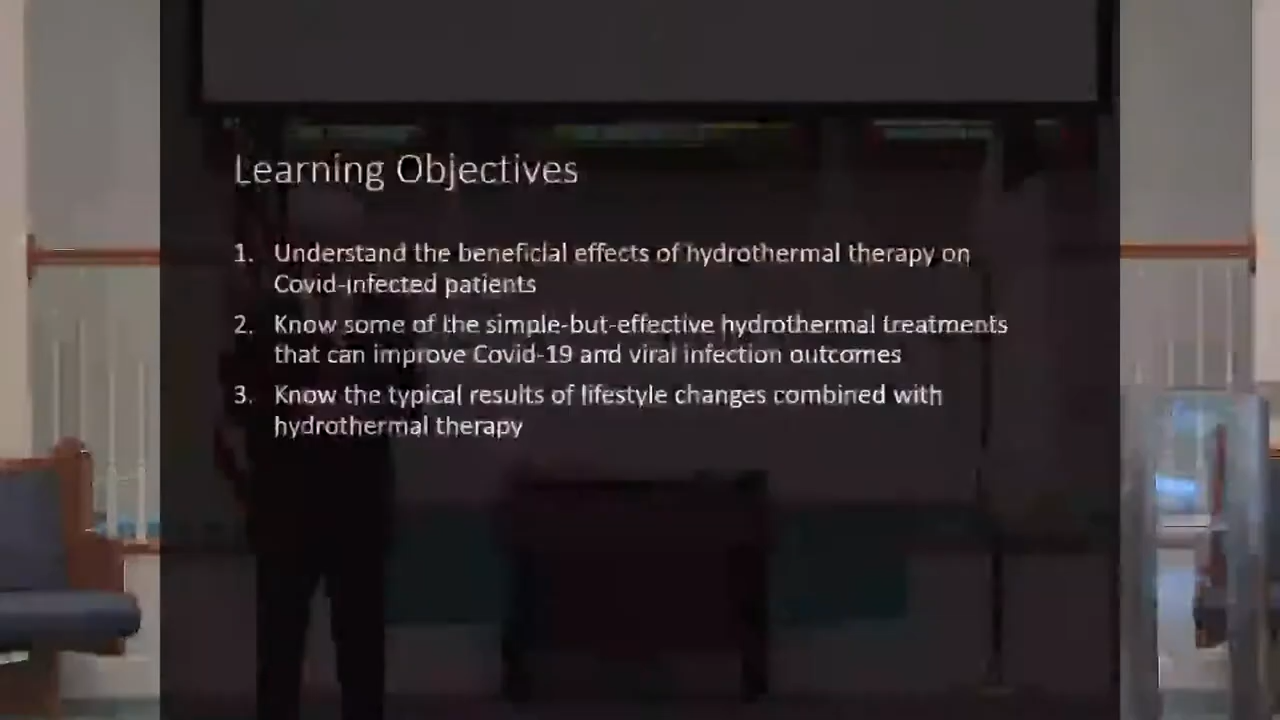 Learning Objectives
1. Understand the beneficial effects of hydrothermal therapy on
Covid-infected patients
2. Know some of the simple-but-effective hydrothermal treatments
that can improve Covid-19 and viral infection outcomes
3. Know the typical results of lifestyle changes combined with
hydrothermal therapy